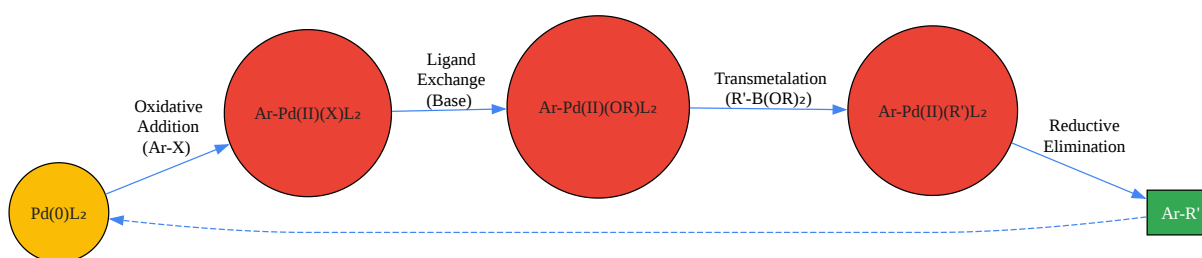 Pd(0)L₂
Oxidative
Addition
(Ar-X)
Ar-Pd(II)(X)L₂
Ligand
Exchange
(Base)
Ar-Pd(II)(OR)L₂
Transmetalation
(R'-B(OR)₂)
Ar-Pd(II)(R')L₂
Reductive
Elimination
Ar-R'